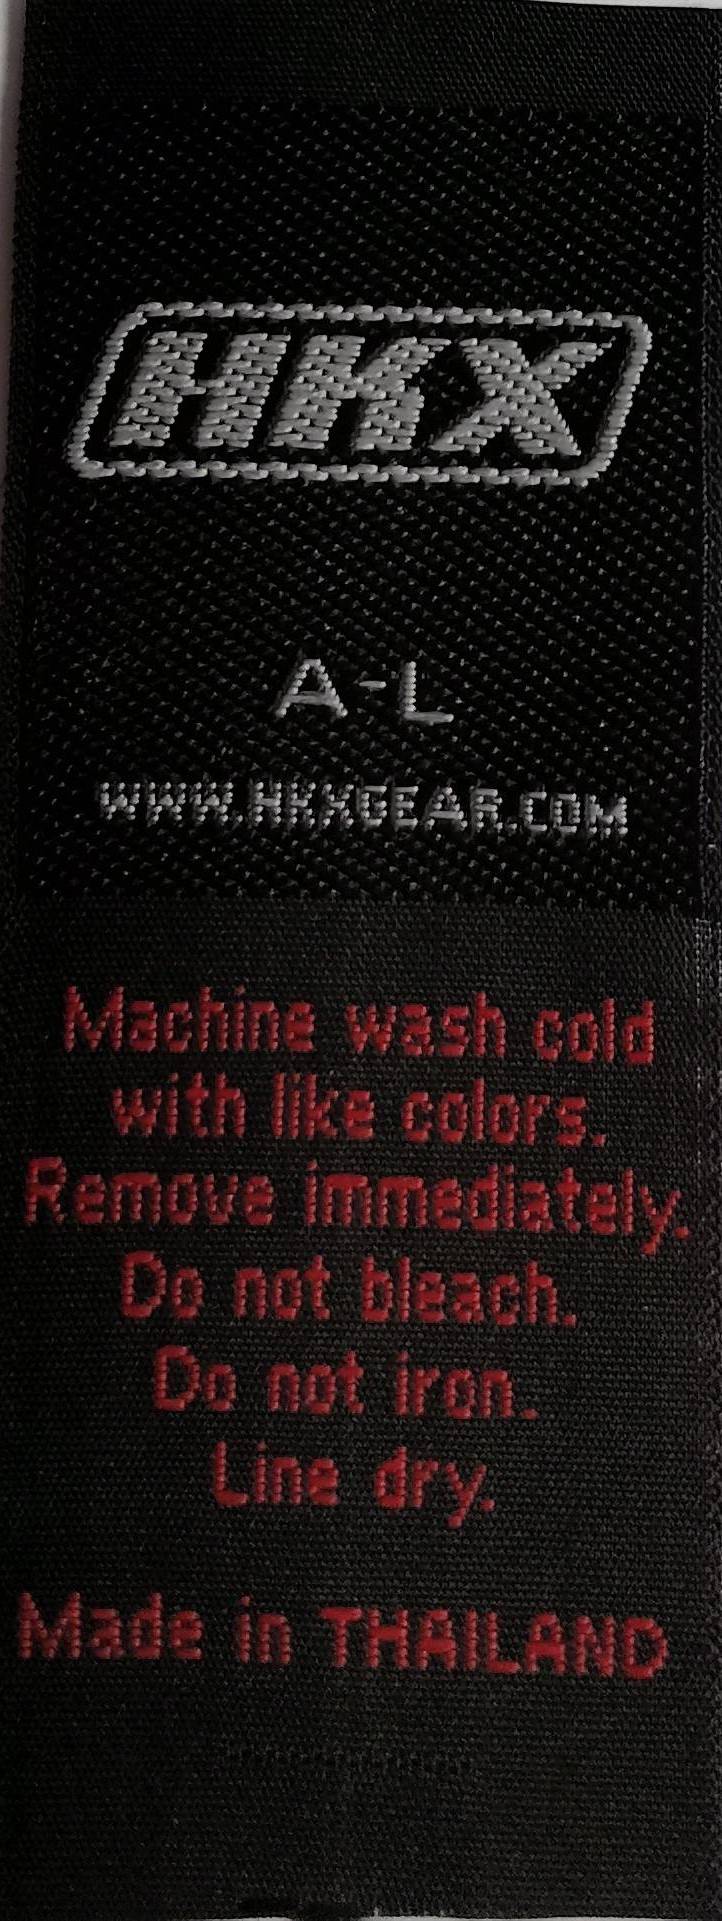 HKX
A-L
WWW.HKXGEAR.COM
Machine wash cold
with like colors.
Remove immediately.
Do not bleach.
Do not iron.
Line dry.
Made in THAILAND